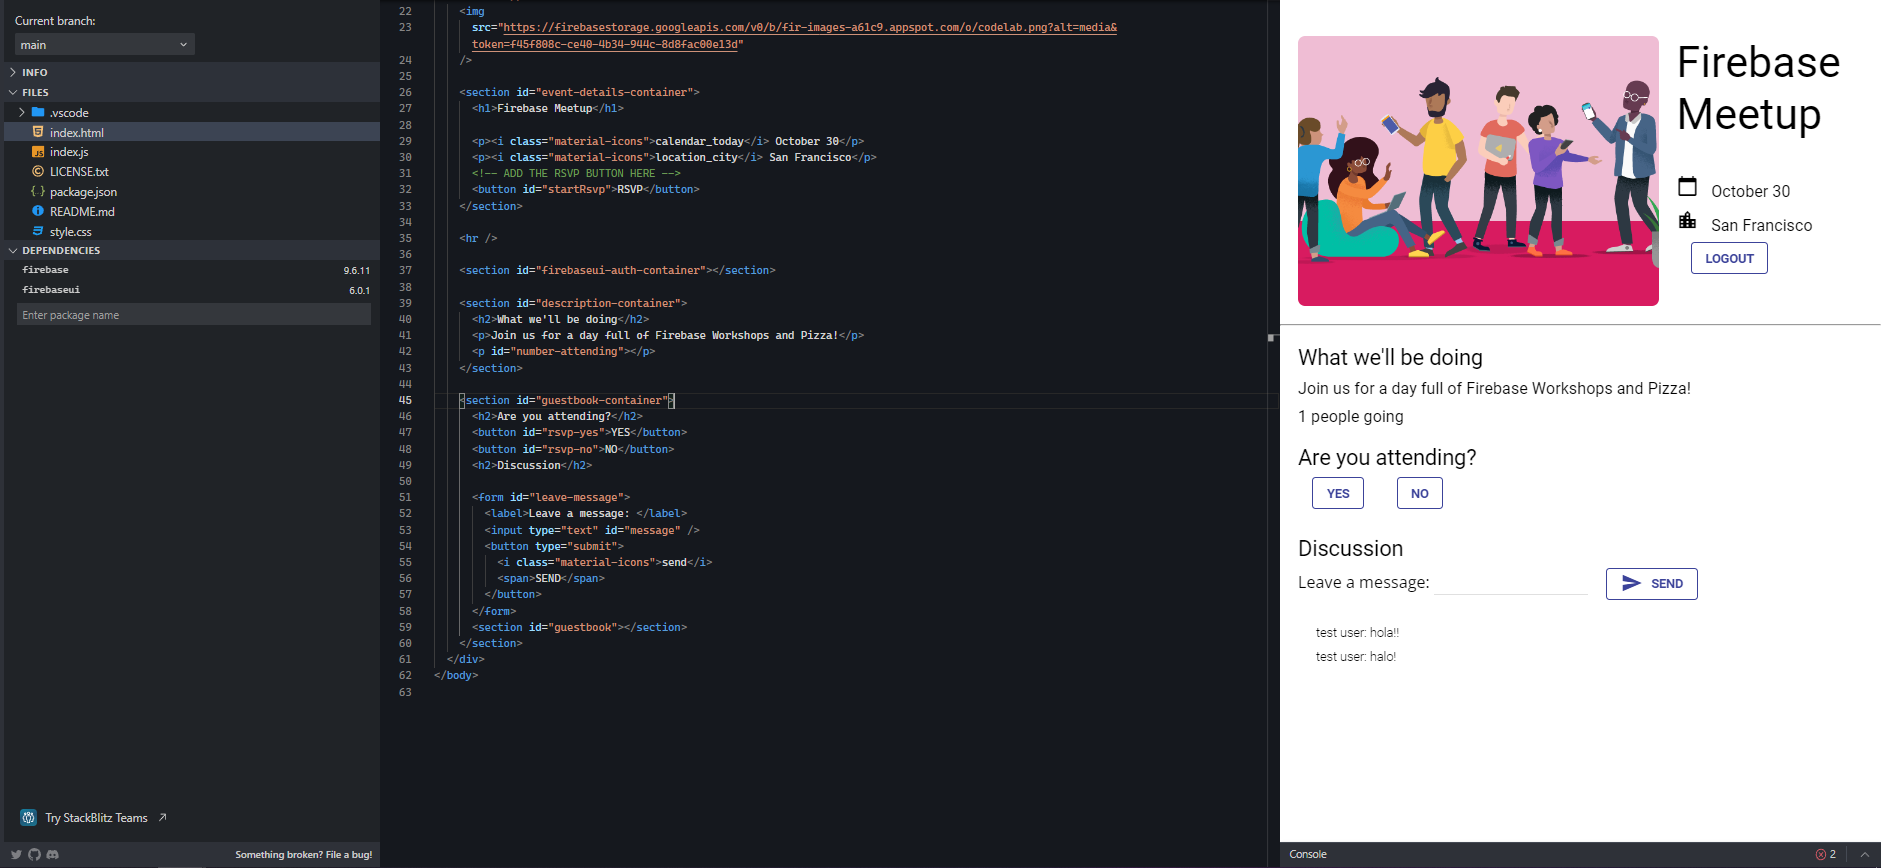 Current branch:
main
INFO
FILES
.vscode
index.html
index.js
LICENSE.txt
package.json
README.md
style.css
DEPENDENCIES
firebase 9.6.11
firebaseui 6.0.1
Enter package name
Try StackBlitz Teams
Something broken? File a bug!
22 <img
23 src="https://firebasestorage.googleapis.com/v0/b/fir-images-a61c9.appspot.com/o/codelab.png?alt=media&
token=f45f808c-ce40-4b34-944c-8d8fac00e13d"
24 />
25
26 <section id="event-details-container">
27 <h1>Firebase Meetup</h1>
28
29 <p><i class="material-icons">calendar_today</i> October 30</p>
30 <p><i class="material-icons">location_city</i> San Francisco</p>
31 <!-- ADD THE RSVP BUTTON HERE -->
32 <button id="startRsvp">RSVP</button>
33 </section>
34
35 <hr />
36
37 <section id="firebaseui-auth-container"></section>
38
39 <section id="description-container">
40 <h2>What we'll be doing</h2>
41 <p>Join us for a day full of Firebase Workshops and Pizza!</p>
42 <p id="number-attending"></p>
43 </section>
44
45 <section id="guestbook-container">
46 <h2>Are you attending?</h2>
47 <button id="rsvp-yes">YES</button>
48 <button id="rsvp-no">NO</button>
49 <h2>Discussion</h2>
50
51 <form id="leave-message">
52 <label>Leave a message: </label>
53 <input type="text" id="message" />
54 <button type="submit">
55 <i class="material-icons">send</i>
56 <span>SEND</span>
57 </button>
58 </form>
59 <section id="guestbook"></section>
60 </section>
61 </div>
62 </body>
63
Firebase
Meetup
October 30
San Francisco
LOGOUT
What we'll be doing
Join us for a day full of Firebase Workshops and Pizza!
1 people going
Are you attending?
YES NO
Discussion
Leave a message: SEND
test user: hola!!
test user: halo!
Console 2